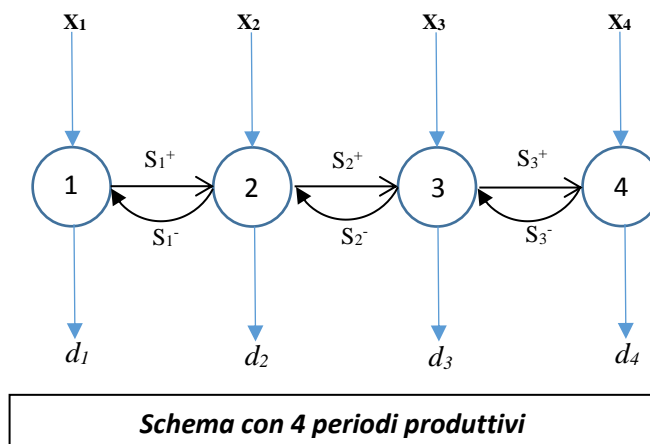 x₁ x₂ x₃ x₄
S₁⁺ S₂⁺ S₃⁺
1 2 3 4
S₁⁻ S₂⁻ S₃⁻
d₁ d₂ d₃ d₄
Schema con 4 periodi produttivi